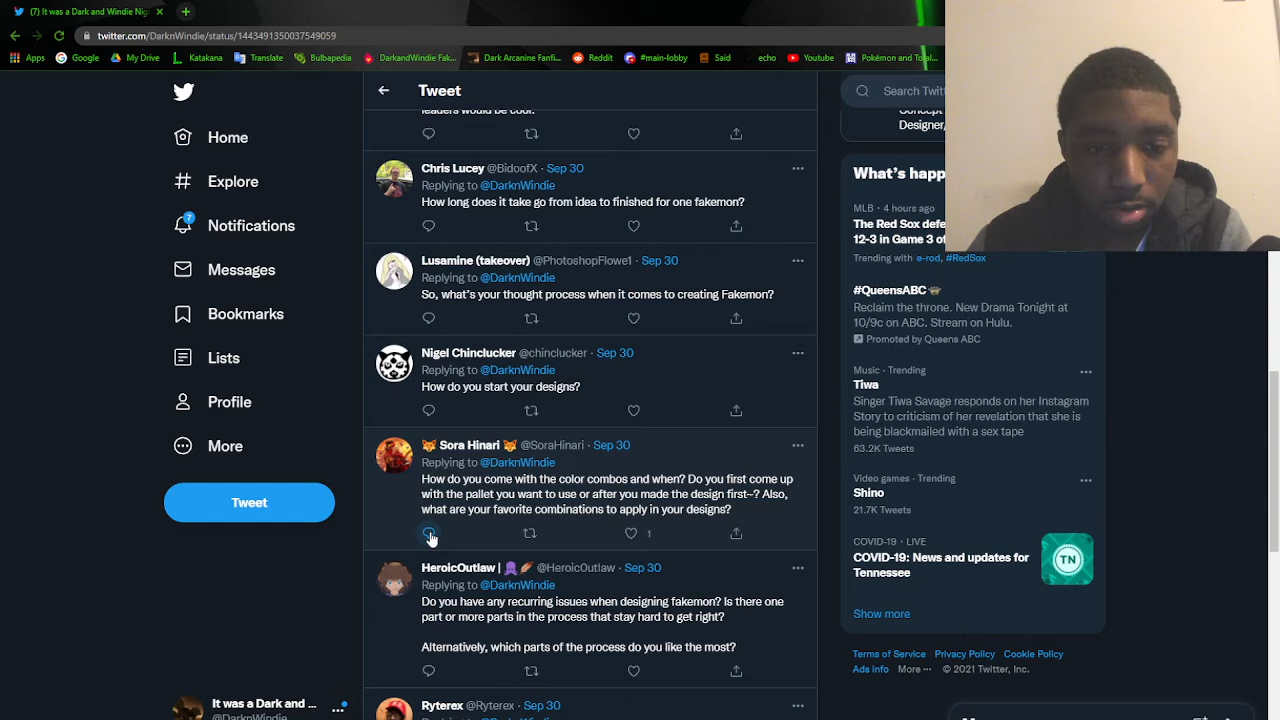 (7) It was a Dark and Windie Nig
twitter.com/DarknWindie/status/1443491350037549059
Apps Google My Drive Katakana Translate Bulbapedia DarkandWindie Fak... Dark Arcanine Fanfi... Reddit #main-lobby Said echo Youtube Pokémon and Total...
Home
Explore
7
Notifications
Messages
Bookmarks
Lists
Profile
More
Tweet
It was a Dark and ...
@DarknWindie
Tweet
leaders would be cool.
Chris Lucey @BidoofX · Sep 30
Replying to @DarknWindie
How long does it take go from idea to finished for one fakemon?
Lusamine (takeover) @PhotoshopFlowe1 · Sep 30
Replying to @DarknWindie
So, what's your thought process when it comes to creating Fakemon?
Nigel Chinclucker @chinclucker · Sep 30
Replying to @DarknWindie
How do you start your designs?
🦊 Sora Hinari 🦊 @SoraHinari · Sep 30
Replying to @DarknWindie
How do you come with the color combos and when? Do you first come up
with the pallet you want to use or after you made the design first--? Also,
what are your favorite combinations to apply in your designs?
1
HeroicOutlaw | @HeroicOutlaw · Sep 30
Replying to @DarknWindie
Do you have any recurring issues when designing fakemon? Is there one
part or more parts in the process that stay hard to get right?
Alternatively, which parts of the process do you like the most?
Ryterex @Ryterex · Sep 30
Search Twit
Concept
Designer/
What's happ
MLB · 4 hours ago
The Red Sox defe
12-3 in Game 3 of
Trending with e-rod, #RedSox
#QueensABC
Reclaim the throne. New Drama Tonight at
10/9c on ABC. Stream on Hulu.
Promoted by Queens ABC
Music · Trending
Tiwa
Singer Tiwa Savage responds on her Instagram
Story to criticism of her revelation that she is
being blackmailed with a sex tape
63.2K Tweets
Video games · Trending
Shino
21.7K Tweets
COVID-19 · LIVE
COVID-19: News and updates for
Tennessee
TN
Show more
Terms of Service Privacy Policy Cookie Policy
Ads Info More ··· © 2021 Twitter, Inc.